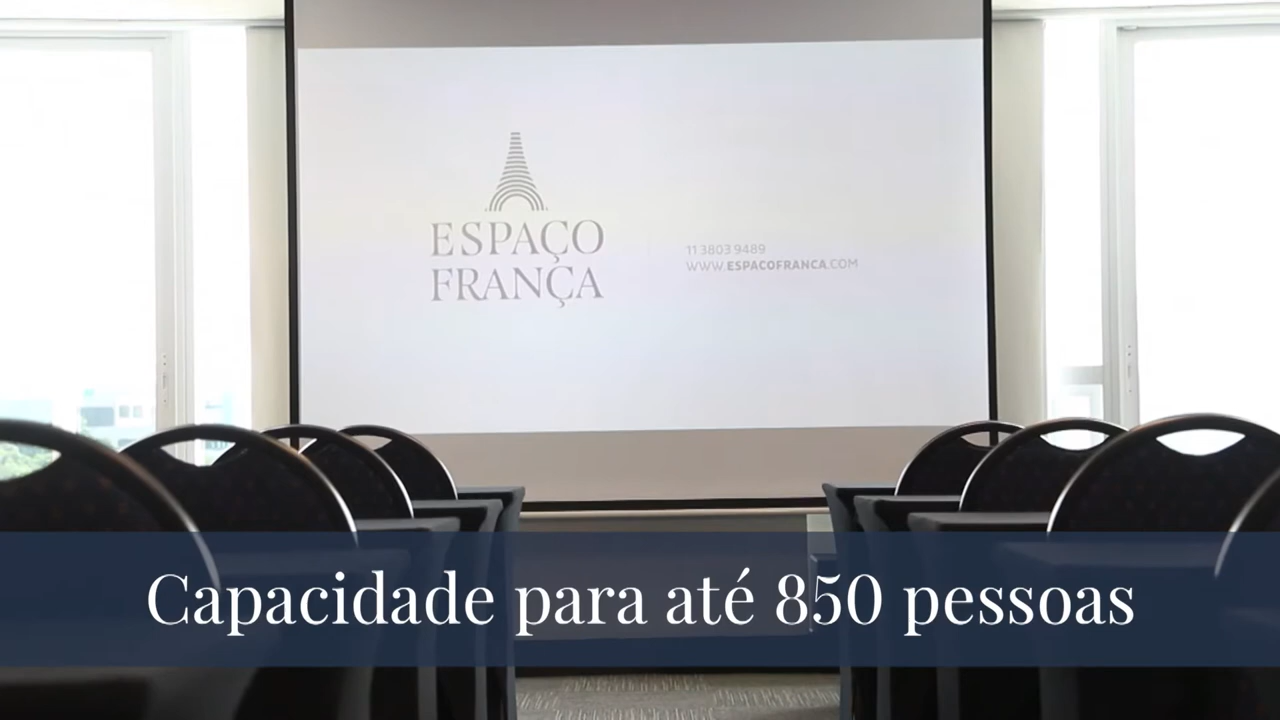 ESPAÇO
FRANÇA
11 3803 9489
WWW.ESPACOFRANCA.COM
Capacidade para até 850 pessoas